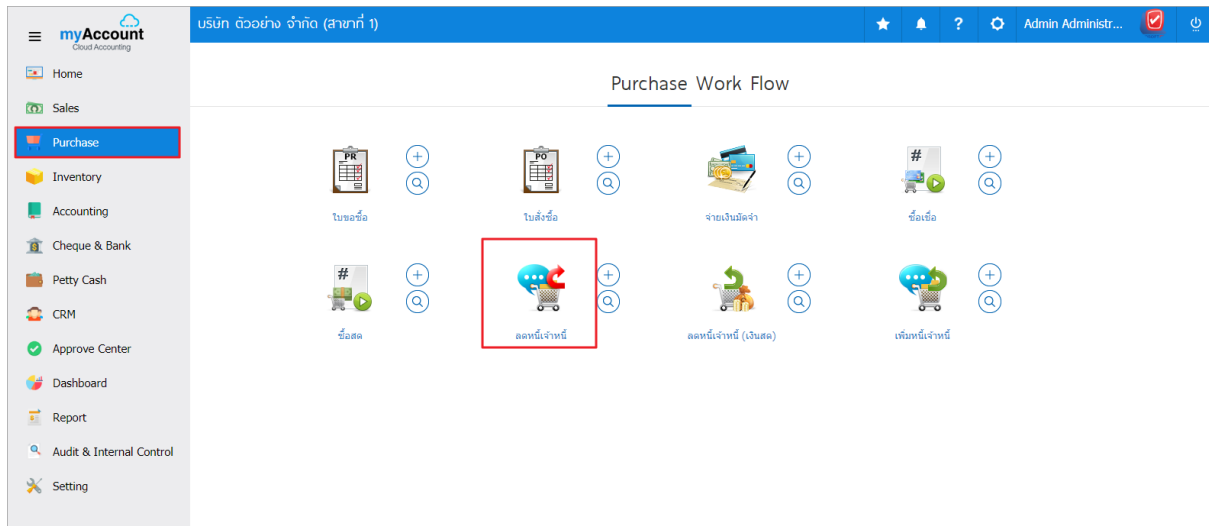 myAccount
Cloud Accounting
บริษัท ตัวอย่าง จำกัด (สาขาที่ 1)
?
Admin Administr...
Home
Sales
Purchase
Inventory
Accounting
Cheque & Bank
Petty Cash
CRM
Approve Center
Dashboard
Report
Audit & Internal Control
Setting
Purchase Work Flow
PR
ใบขอซื้อ
PO
ใบสั่งซื้อ
จ่ายเงินมัดจำ
#
ซื้อเชื่อ
#
ซื้อสด
ลดหนี้เจ้าหนี้
ลดหนี้เจ้าหนี้ (เงินสด)
เพิ่มหนี้เจ้าหนี้